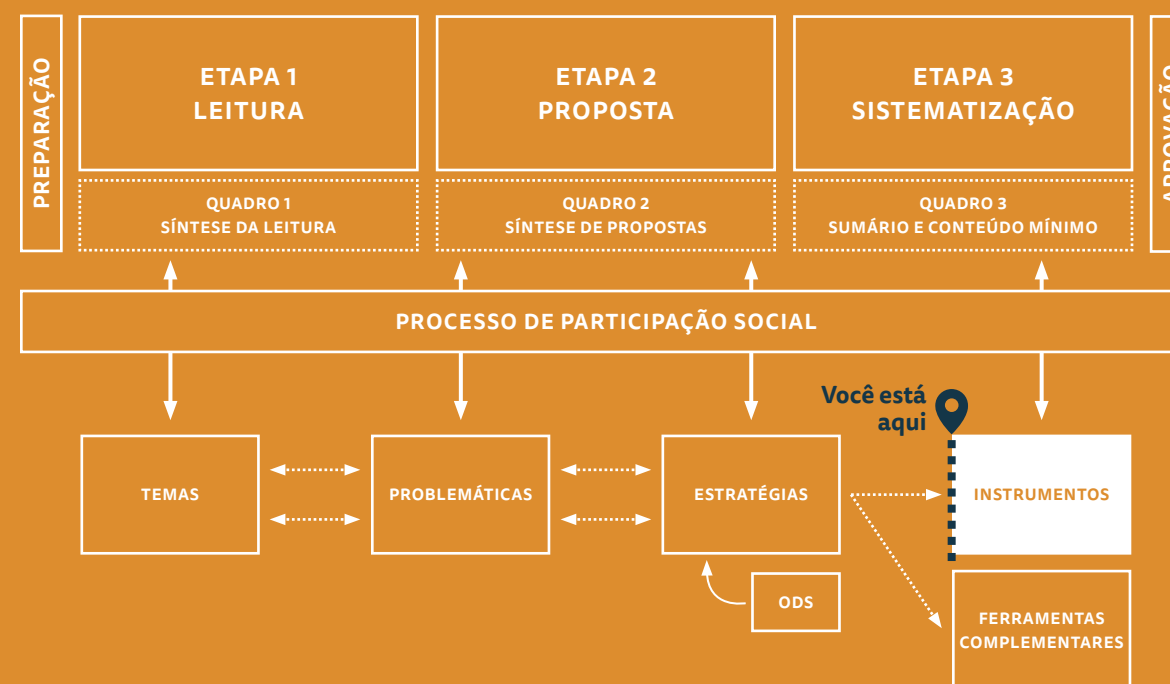 PREPARAÇÃO
ETAPA 1
LEITURA
ETAPA 2
PROPOSTA
ETAPA 3
SISTEMATIZAÇÃO
APROVAÇÃO
QUADRO 1
SÍNTESE DA LEITURA
QUADRO 2
SÍNTESE DE PROPOSTAS
QUADRO 3
SUMÁRIO E CONTEÚDO MÍNIMO
PROCESSO DE PARTICIPAÇÃO SOCIAL
Você está
aqui
TEMAS
PROBLEMÁTICAS
ESTRATÉGIAS
INSTRUMENTOS
ODS
FERRAMENTAS
COMPLEMENTARES